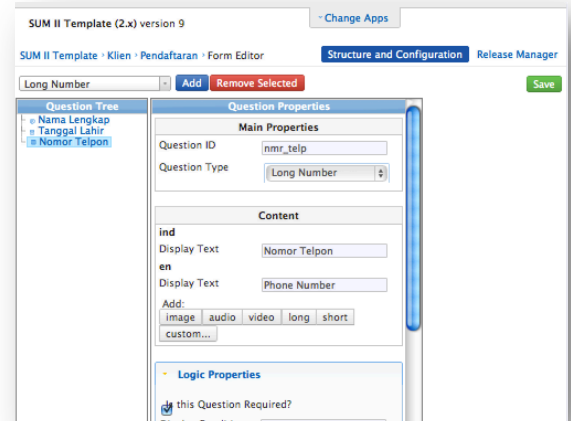 SUM II Template (2.x) version 9
Change Apps
SUM II Template › Klien › Pendaftaran › Form Editor
Structure and Configuration
Release Manager
Long Number
Add
Remove Selected
Save
Question Tree
Nama Lengkap
Tanggal Lahir
Nomor Telpon
Question Properties
Main Properties
Question ID
nmr_telp
Question Type
Long Number
Content
ind
Display Text
Nomor Telpon
en
Display Text
Phone Number
Add:
image audio video long short
custom...
Logic Properties
Is this Question Required?